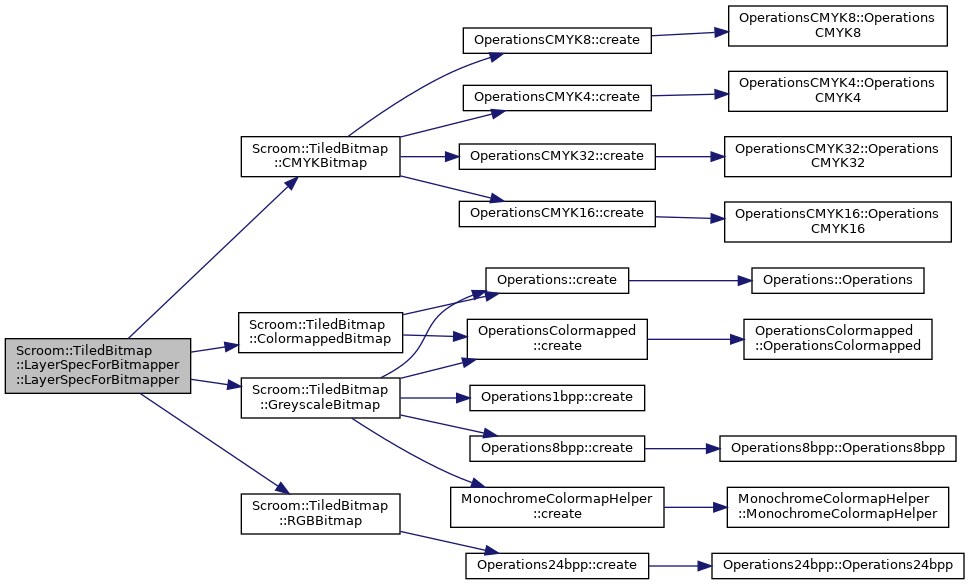 Scroom::TiledBitmap
::LayerSpecForBitmapper
::LayerSpecForBitmapper
Scroom::TiledBitmap
::CMYKBitmap
Scroom::TiledBitmap
::ColormappedBitmap
Scroom::TiledBitmap
::GreyscaleBitmap
Scroom::TiledBitmap
::RGBBitmap
OperationsCMYK8::create
OperationsCMYK4::create
OperationsCMYK32::create
OperationsCMYK16::create
Operations::create
OperationsColormapped
::create
Operations1bpp::create
Operations8bpp::create
MonochromeColormapHelper
::create
Operations24bpp::create
OperationsCMYK8::Operations
CMYK8
OperationsCMYK4::Operations
CMYK4
OperationsCMYK32::Operations
CMYK32
OperationsCMYK16::Operations
CMYK16
Operations::Operations
OperationsColormapped
::OperationsColormapped
Operations8bpp::Operations8bpp
MonochromeColormapHelper
::MonochromeColormapHelper
Operations24bpp::Operations24bpp